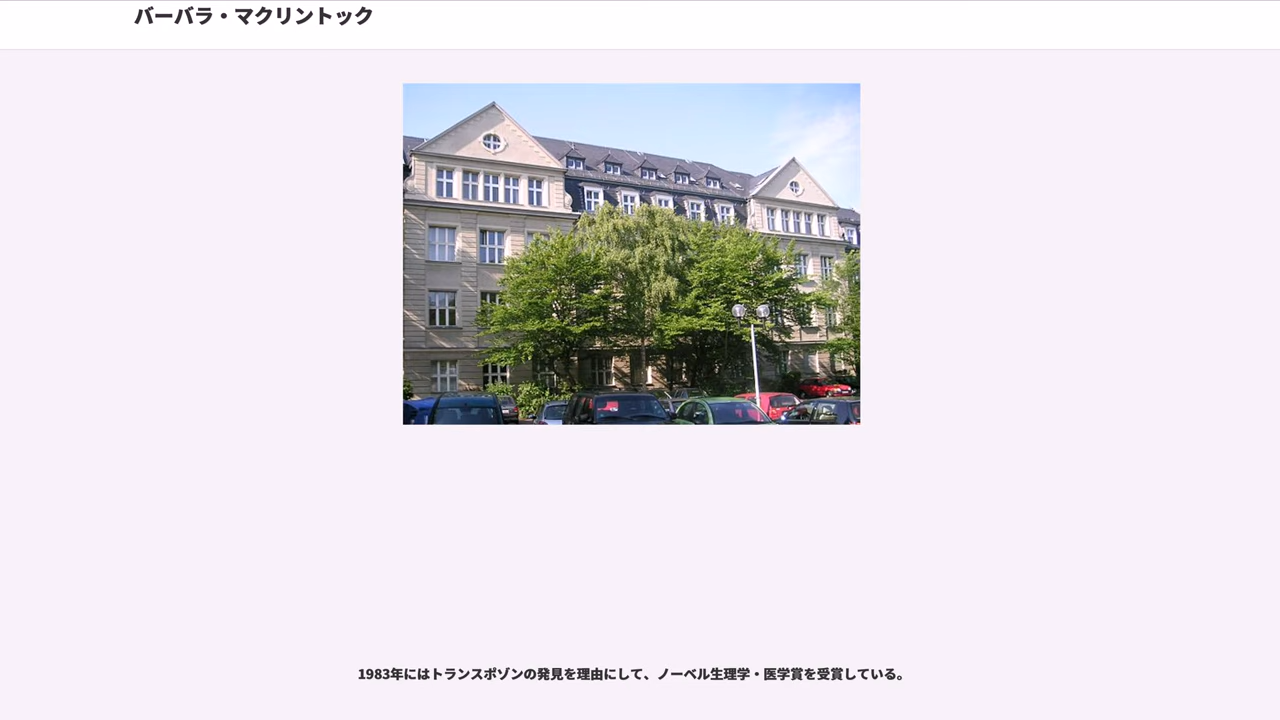 バーバラ・マクリントック
1983年にはトランスポゾンの発見を理由にして、ノーベル生理学・医学賞を受賞している。